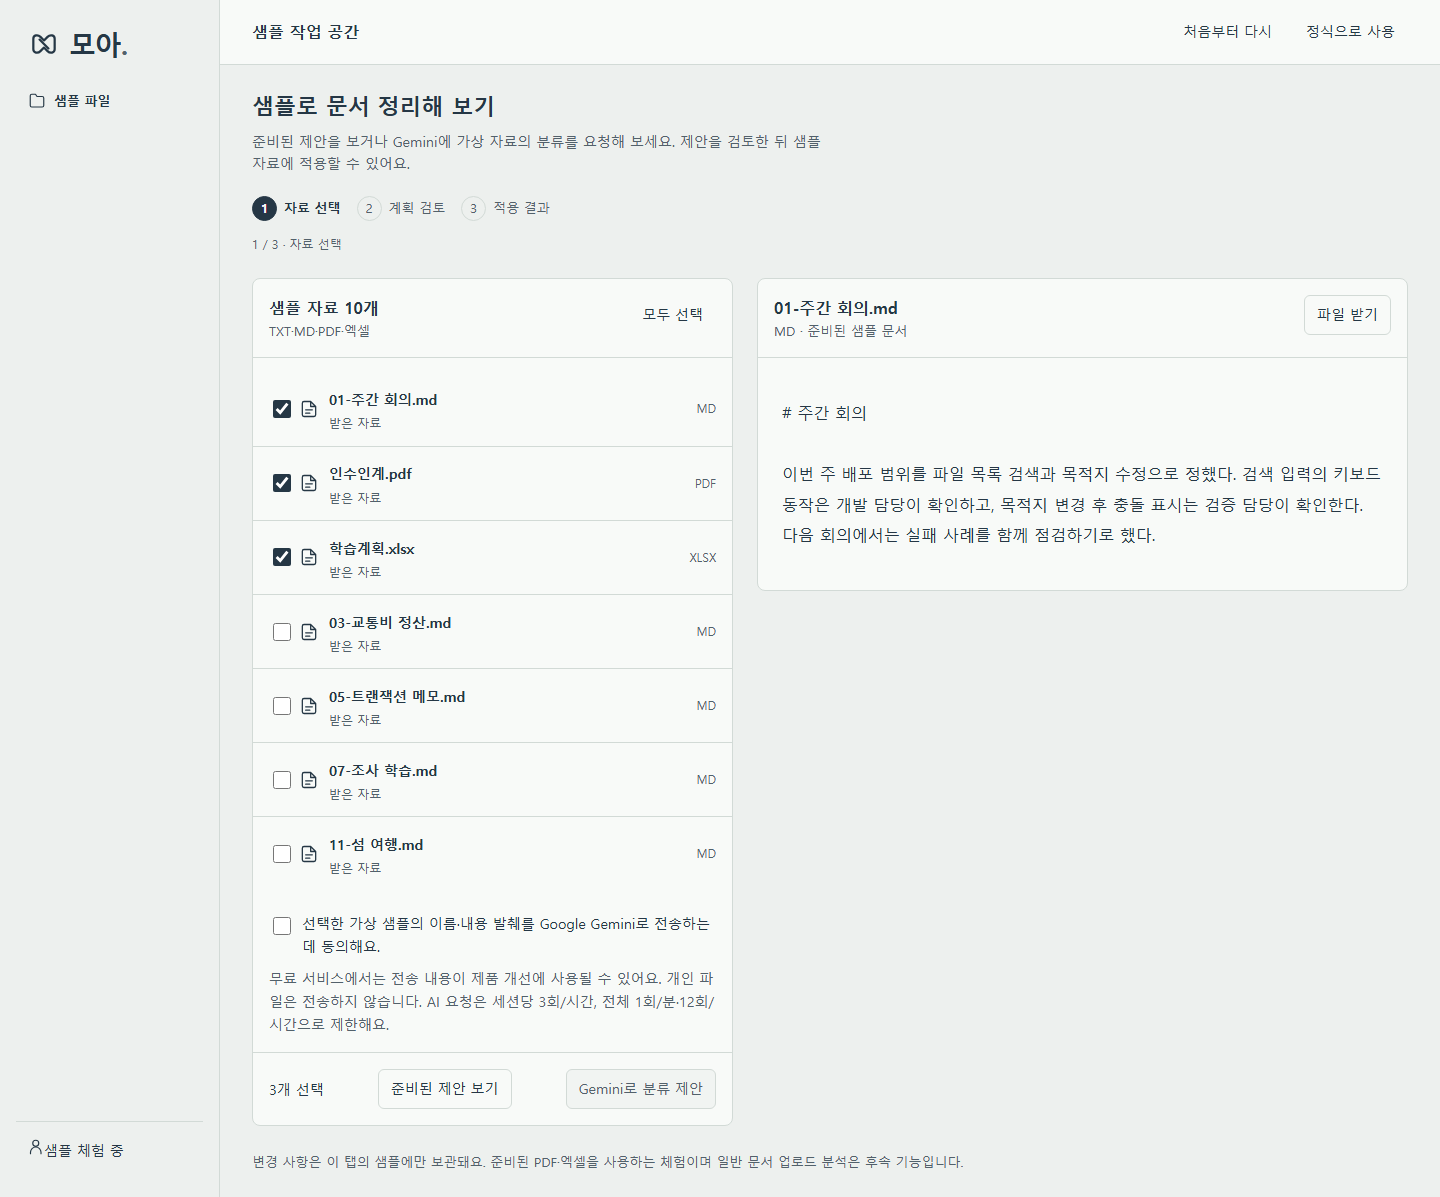 모아.
샘플 파일
샘플 체험 중
샘플 작업 공간
처음부터 다시
정식으로 사용
샘플로 문서 정리해 보기
준비된 제안을 보거나 Gemini에 가상 자료의 분류를 요청해 보세요. 제안을 검토한 뒤 샘플
자료에 적용할 수 있어요.
1 자료 선택
2 계획 검토
3 적용 결과
1 / 3 · 자료 선택
샘플 자료 10개
TXT·MD·PDF·엑셀
모두 선택
01-주간 회의.md
받은 자료
MD
인수인계.pdf
받은 자료
PDF
학습계획.xlsx
받은 자료
XLSX
03-교통비 정산.md
받은 자료
MD
05-트랜잭션 메모.md
받은 자료
MD
07-조사 학습.md
받은 자료
MD
11-섬 여행.md
받은 자료
MD
선택한 가상 샘플의 이름·내용 발췌를 Google Gemini로 전송하는
데 동의해요.
무료 서비스에서는 전송 내용이 제품 개선에 사용될 수 있어요. 개인 파
일은 전송하지 않습니다. AI 요청은 세션당 3회/시간, 전체 1회/분·12회/
시간으로 제한해요.
3개 선택
준비된 제안 보기
Gemini로 분류 제안
01-주간 회의.md
MD · 준비된 샘플 문서
파일 받기
# 주간 회의
이번 주 배포 범위를 파일 목록 검색과 목적지 수정으로 정했다. 검색 입력의 키보드
동작은 개발 담당이 확인하고, 목적지 변경 후 충돌 표시는 검증 담당이 확인한다.
다음 회의에서는 실패 사례를 함께 점검하기로 했다.
변경 사항은 이 탭의 샘플에만 보관돼요. 준비된 PDF·엑셀을 사용하는 체험이며 일반 문서 업로드 분석은 후속 기능입니다.